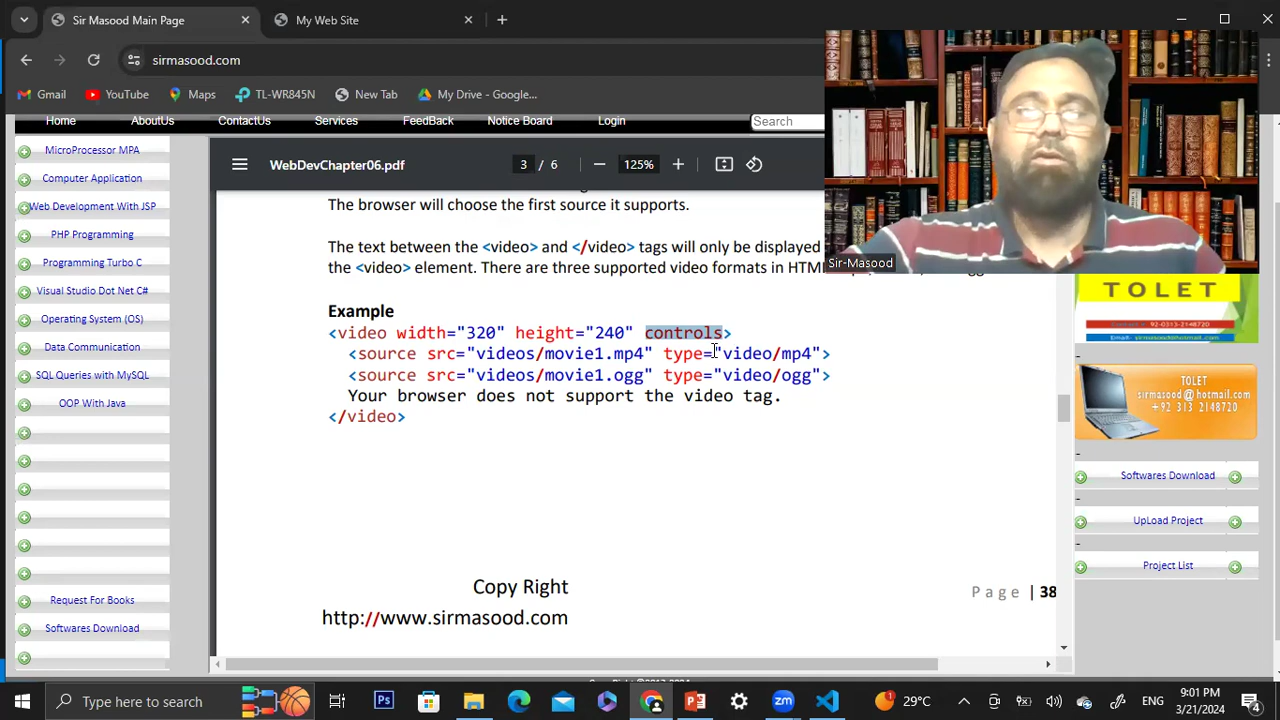 Sir Masood Main Page
My Web Site
sirmasood.com
Gmail YouTube Maps TL-WR845N New Tab My Drive - Google...
Home AboutUs ContactUs Services FeedBack Notice Board Login Search
MicroProcessor MPA
Computer Application
Web Development With JSP
PHP Programming
Programming Turbo C
Visual Studio Dot Net C#
Operating System (OS)
Data Communication
SQL Queries with MySQL
OOP With Java
Request For Books
Softwares Download
WebDevChapter06.pdf 3 / 6 125%
The browser will choose the first source it supports.
The text between the <video> and </video> tags will only be displayed
the <video> element. There are three supported video formats in HTM
Example
<video width="320" height="240" controls>
<source src="videos/movie1.mp4" type="video/mp4">
<source src="videos/movie1.ogg" type="video/ogg">
Your browser does not support the video tag.
</video>
Copy Right
http://www.sirmasood.com
Page | 38
Sir-Masood
TOLET
TOLET
sirmasood@hotmail.com
+92 313 2148720
Softwares Download
UpLoad Project
Project List
Type here to search
Ps
29°C
ENG
9:01 PM
3/21/2024
4